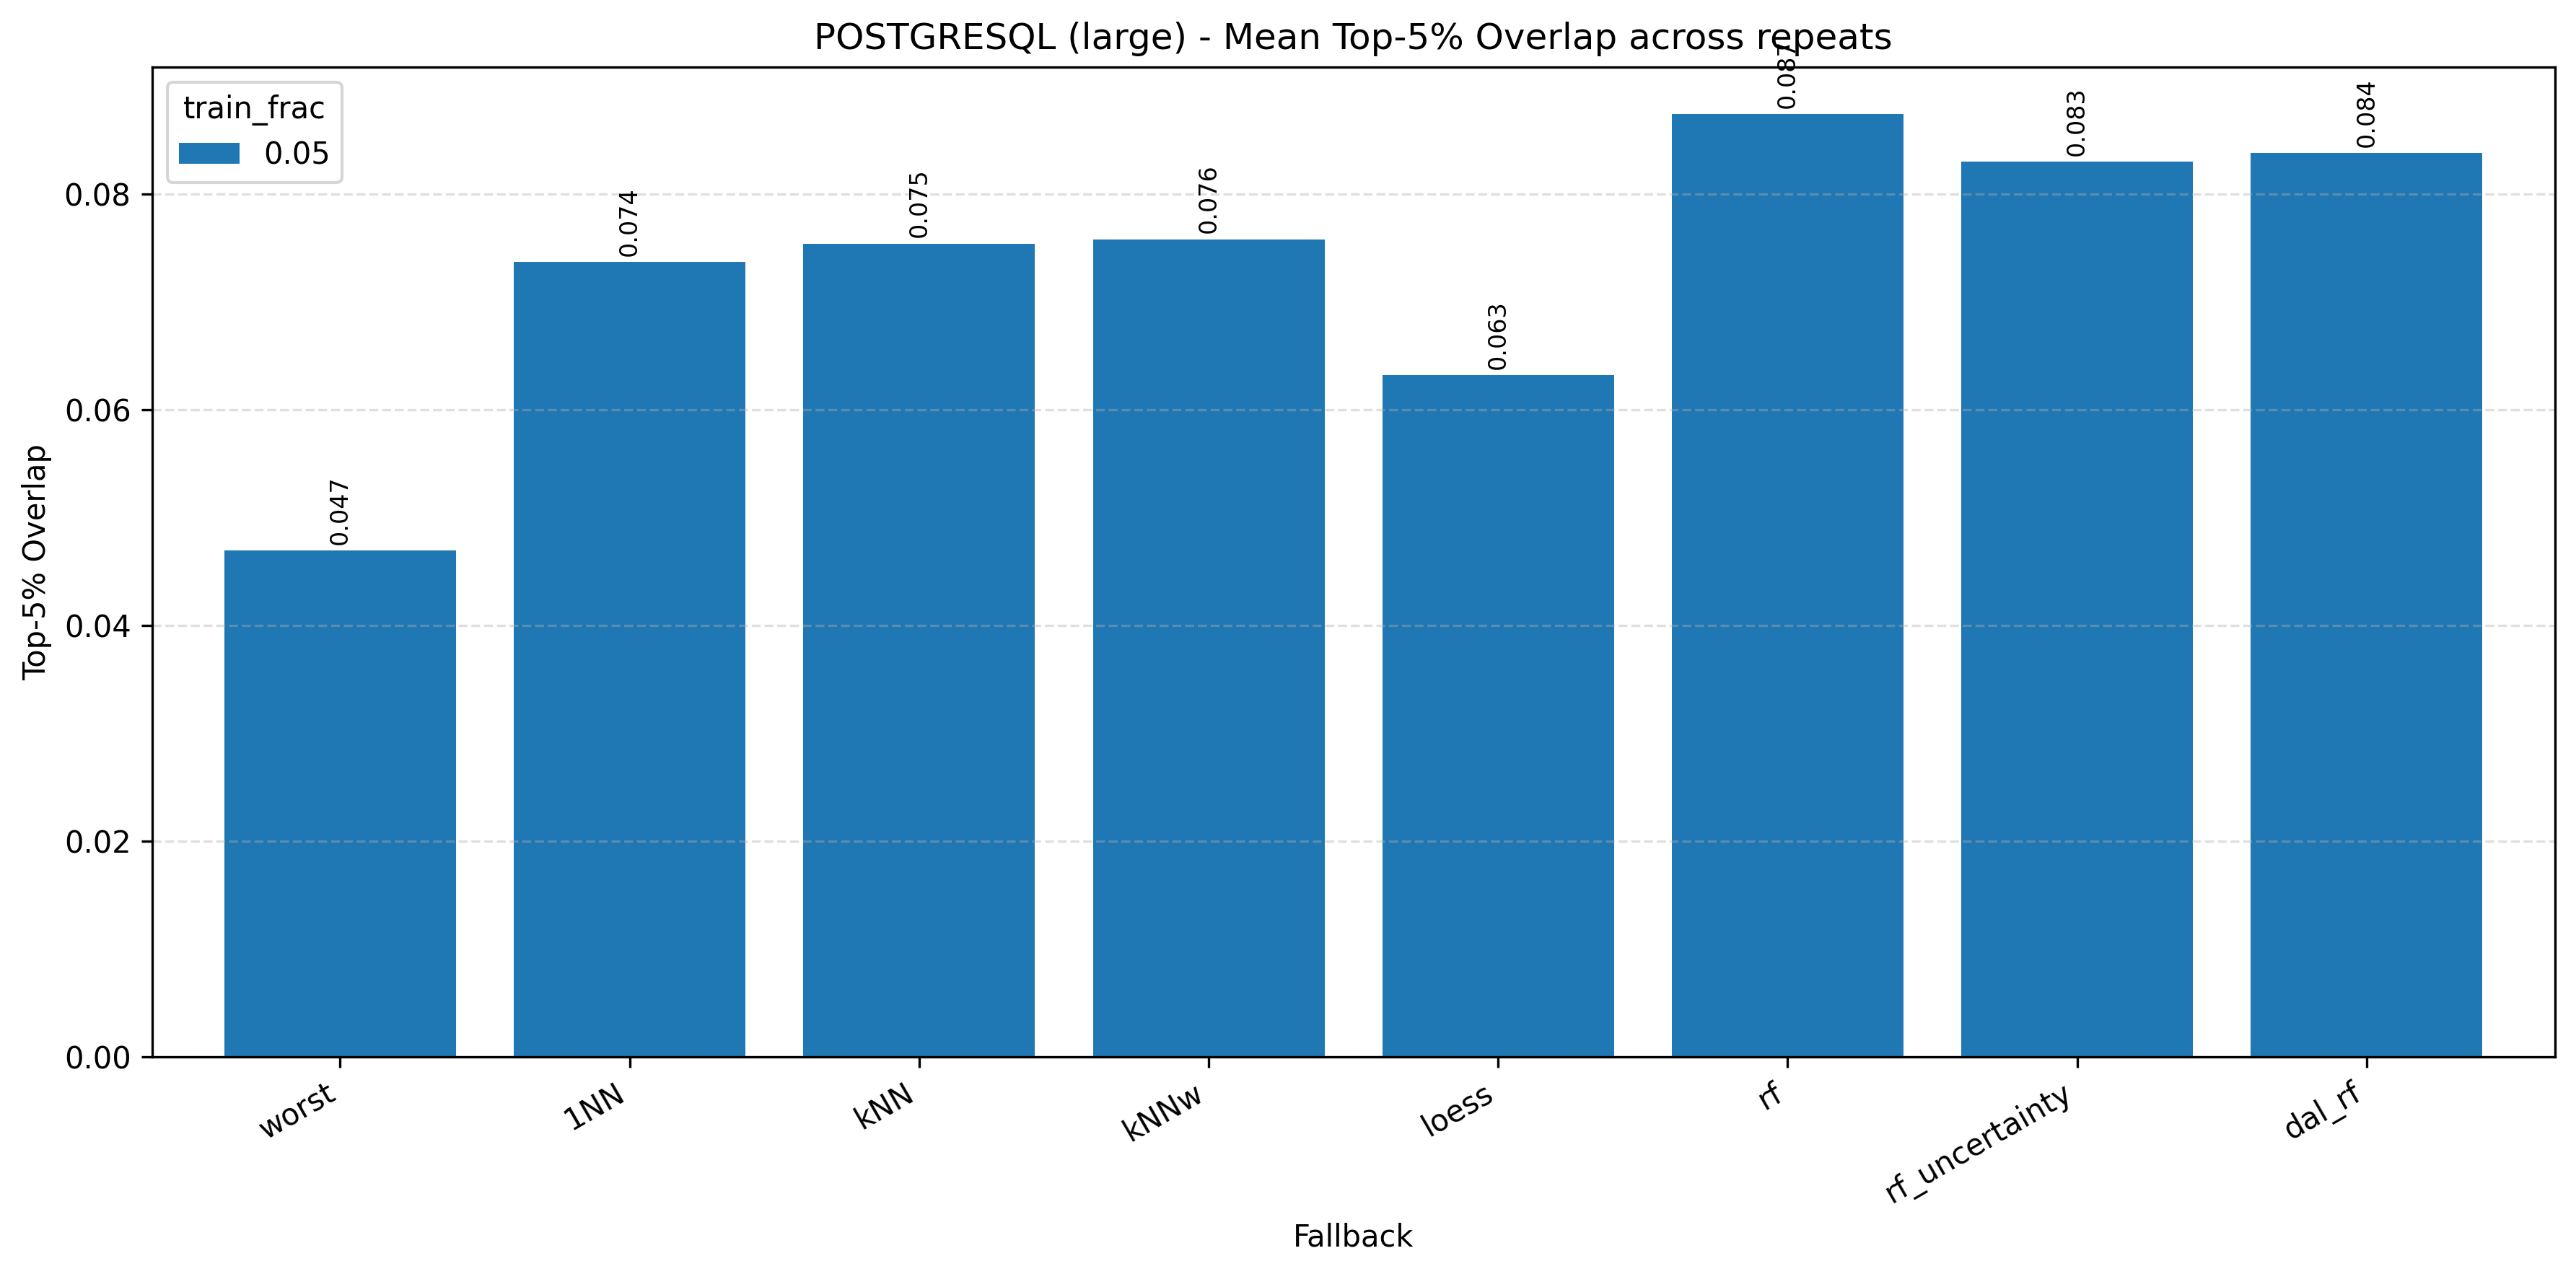 POSTGRESQL (large) - Mean Top-5% Overlap across repeats
train_frac
0.05
Top-5% Overlap
0.08
0.06
0.04
0.02
0.00
0.047
0.074
0.075
0.076
0.063
0.087
0.083
0.084
worst
1NN
kNN
kNNw
loess
rf
rf_uncertainty
dal_rf
Fallback